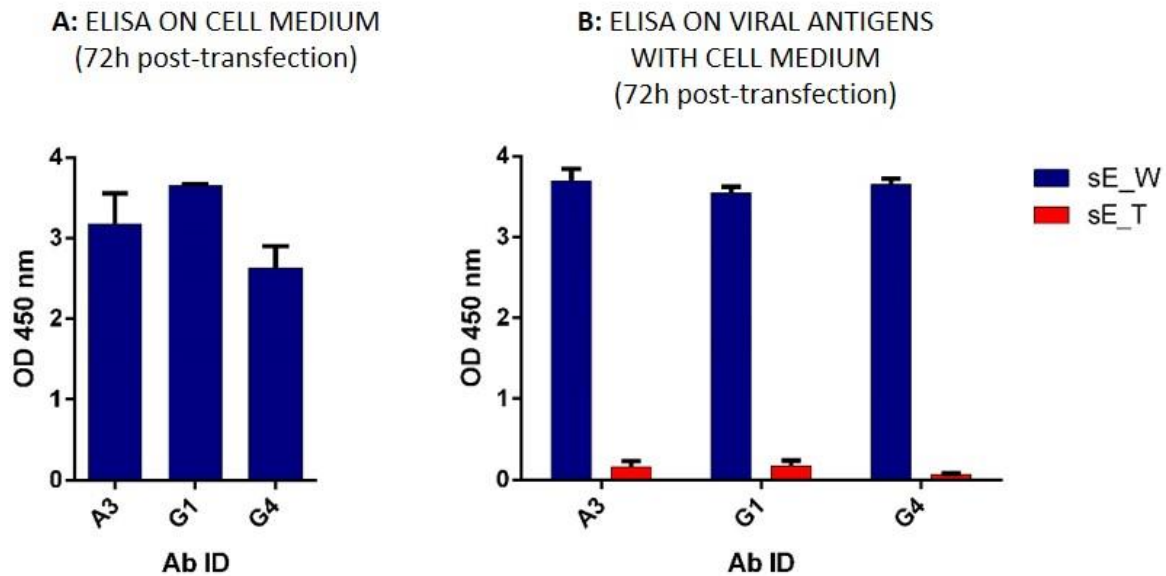 A: ELISA ON CELL MEDIUM
(72h post-transfection)
B: ELISA ON VIRAL ANTIGENS
WITH CELL MEDIUM
(72h post-transfection)
OD 450 nm
4
3
2
1
0
A3
G1
G4
Ab ID
OD 450 nm
4
3
2
1
0
A3
G1
G4
Ab ID
sE_W
sE_T